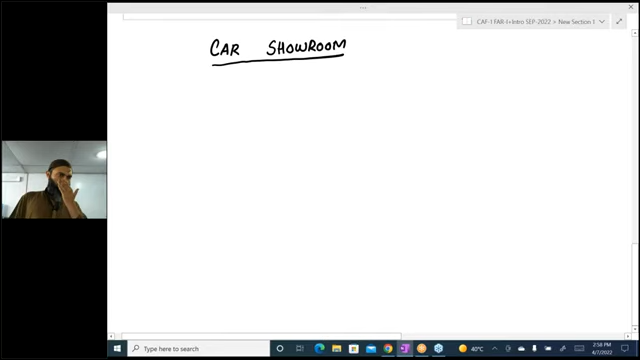 CAF-1 FAR-I+Intro SEP-2022 > New Section 1
CAR SHOWROOM
Type here to search
40°C
2:58 PM
4/7/2022